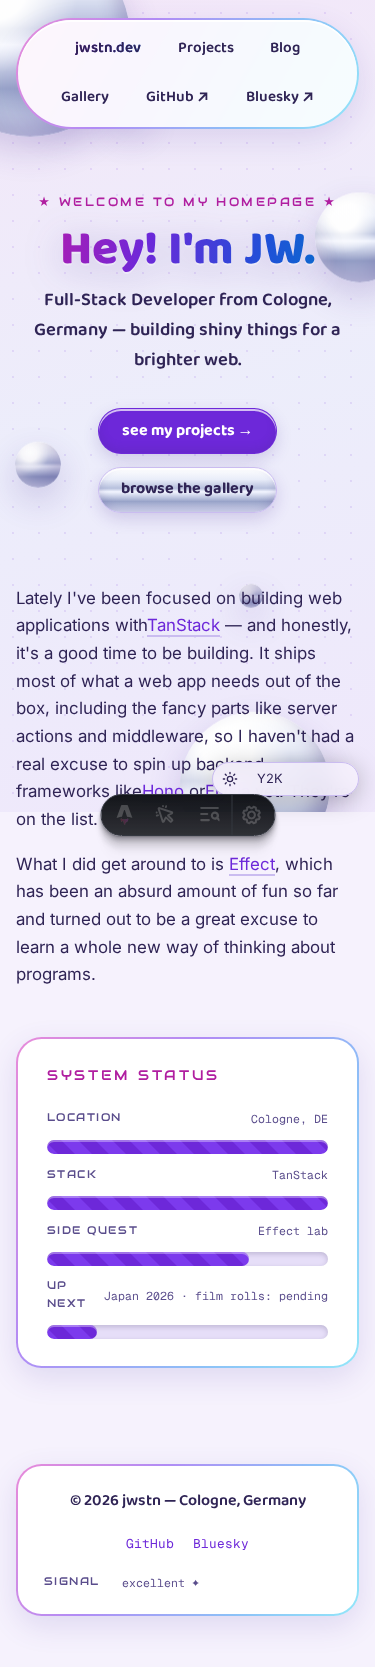 jwstn.dev Projects Blog
Gallery GitHub ↗ Bluesky ↗
★ WELCOME TO MY HOMEPAGE ★
Hey! I'm JW.
Full-Stack Developer from Cologne,
Germany — building shiny things for a
brighter web.
see my projects →
browse the gallery
Lately I've been focused on building web
applications withTanStack — and honestly,
it's a good time to be building. It ships
most of what a web app needs out of the
box, including the fancy parts like server
actions and middleware, so I haven't had a
real excuse to spin up backend
Y2K
frameworks likeHono or
on the list.
What I did get around to is Effect, which
has been an absurd amount of fun so far
and turned out to be a great excuse to
learn a whole new way of thinking about
programs.
SYSTEM STATUS
LOCATION Cologne, DE
STACK TanStack
SIDE QUEST Effect lab
UP
NEXT Japan 2026 · film rolls: pending
© 2026 jwstn — Cologne, Germany
GitHub Bluesky
SIGNAL excellent ✦